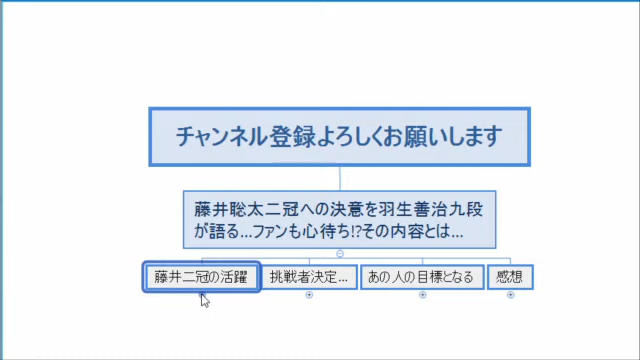 チャンネル登録よろしくお願いします
藤井聡太二冠への決意を羽生善治九段
が語る…ファンも心待ち!?その内容とは…
藤井二冠の活躍
挑戦者決定…
あの人の目標となる
感想